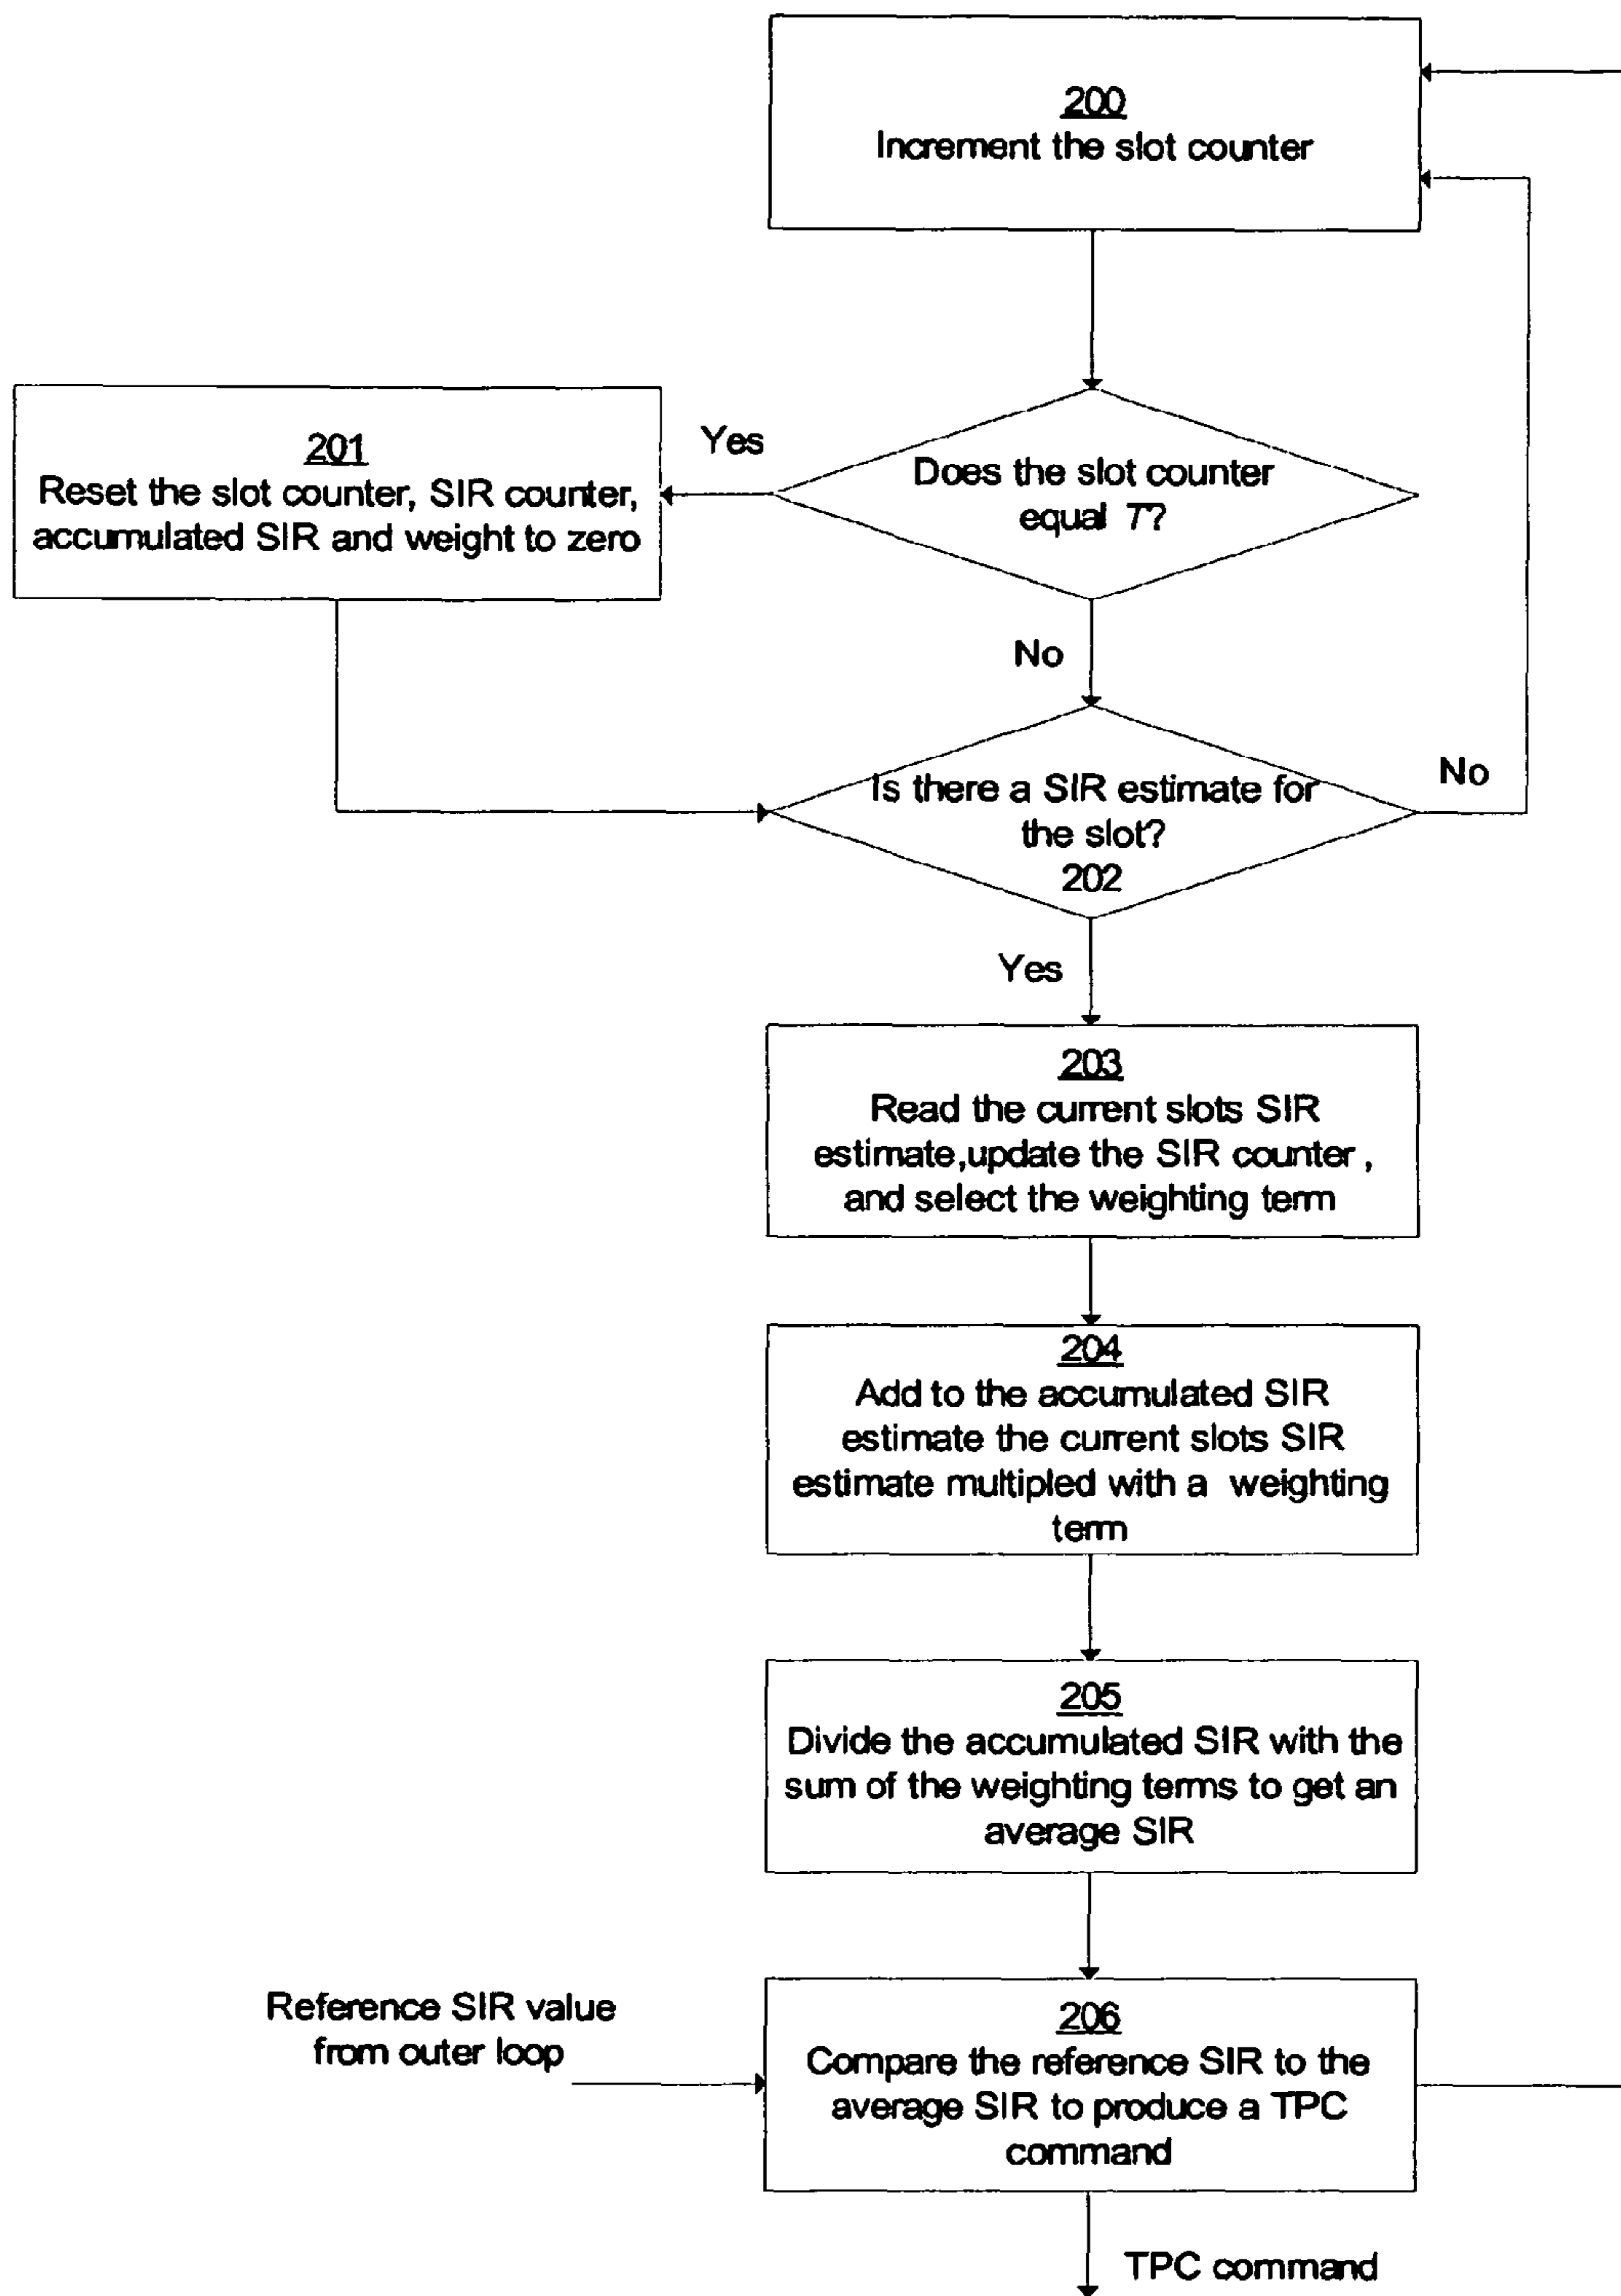 200
Increment the slot counter
Yes
201
Reset the slot counter, SIR counter,
accumulated SIR and weight to zero
Does the slot counter
equal T?
No
Is there a SIR estimate for
the slot?
202
No
Yes
203
Read the current slots SIR
estimate,update the SIR counter ,
and select the weighting term
204
Add to the accumulated SIR
estimate the current slots SIR
estimate multipled with a weighting
term
205
Divide the accumulated SIR with the
sum of the weighting terms to get an
average SIR
Reference SIR value
from outer loop
206
Compare the reference SIR to the
average SIR to produce a TPC
command
TPC command